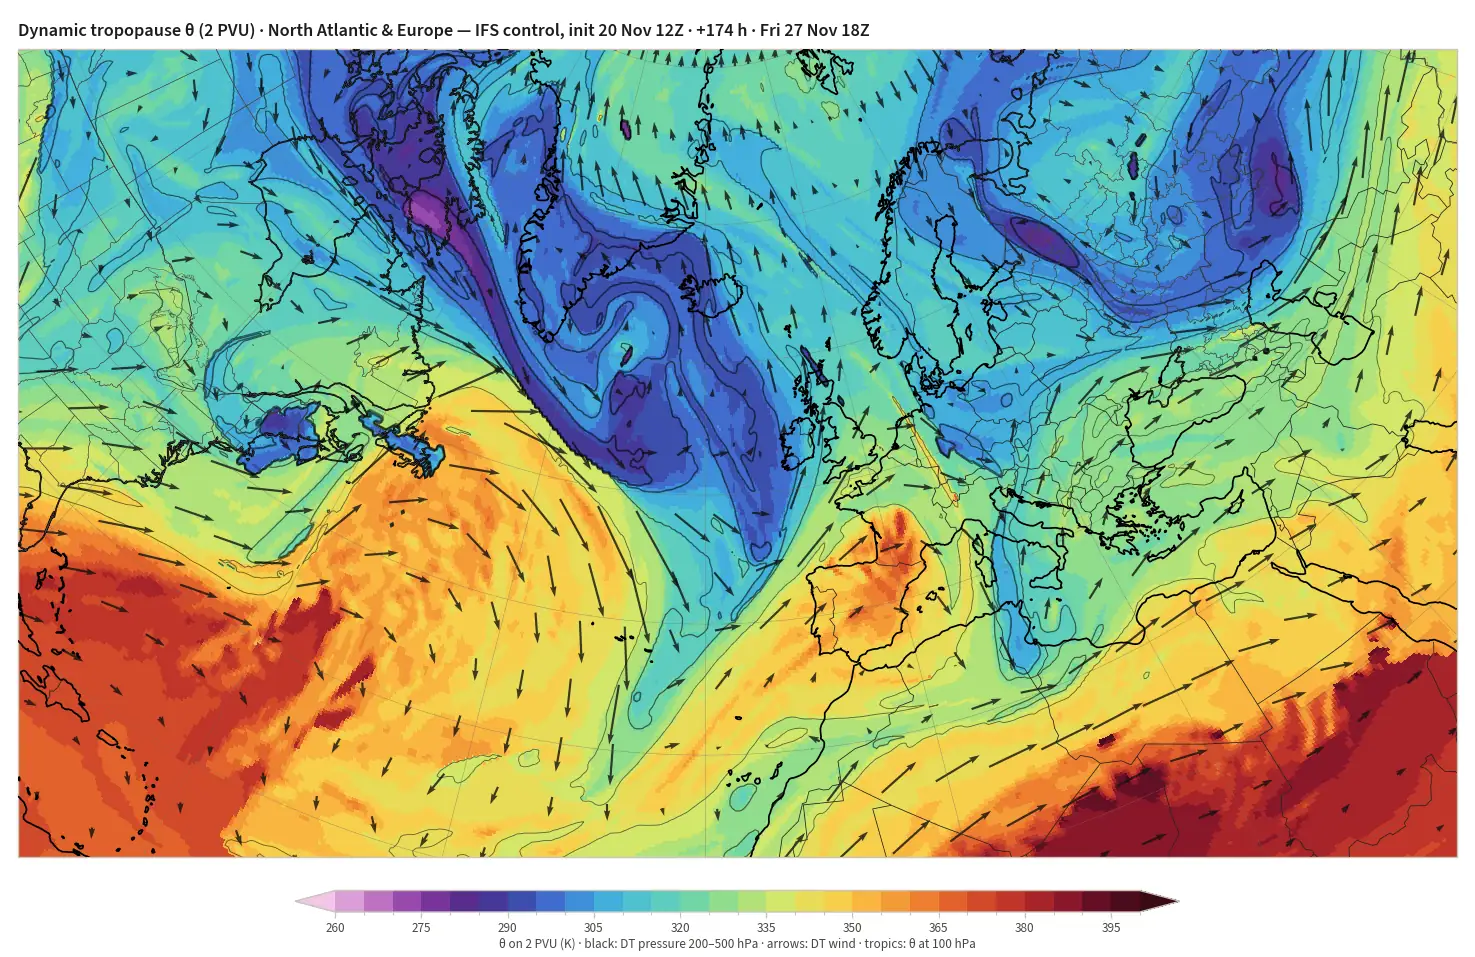 Dynamic tropopause θ (2 PVU) · North Atlantic & Europe — IFS control, init 20 Nov 12Z · +174 h · Fri 27 Nov 18Z
260 275 290 305 320 335 350 365 380 395
θ on 2 PVU (K) · black: DT pressure 200–500 hPa · arrows: DT wind · tropics: θ at 100 hPa